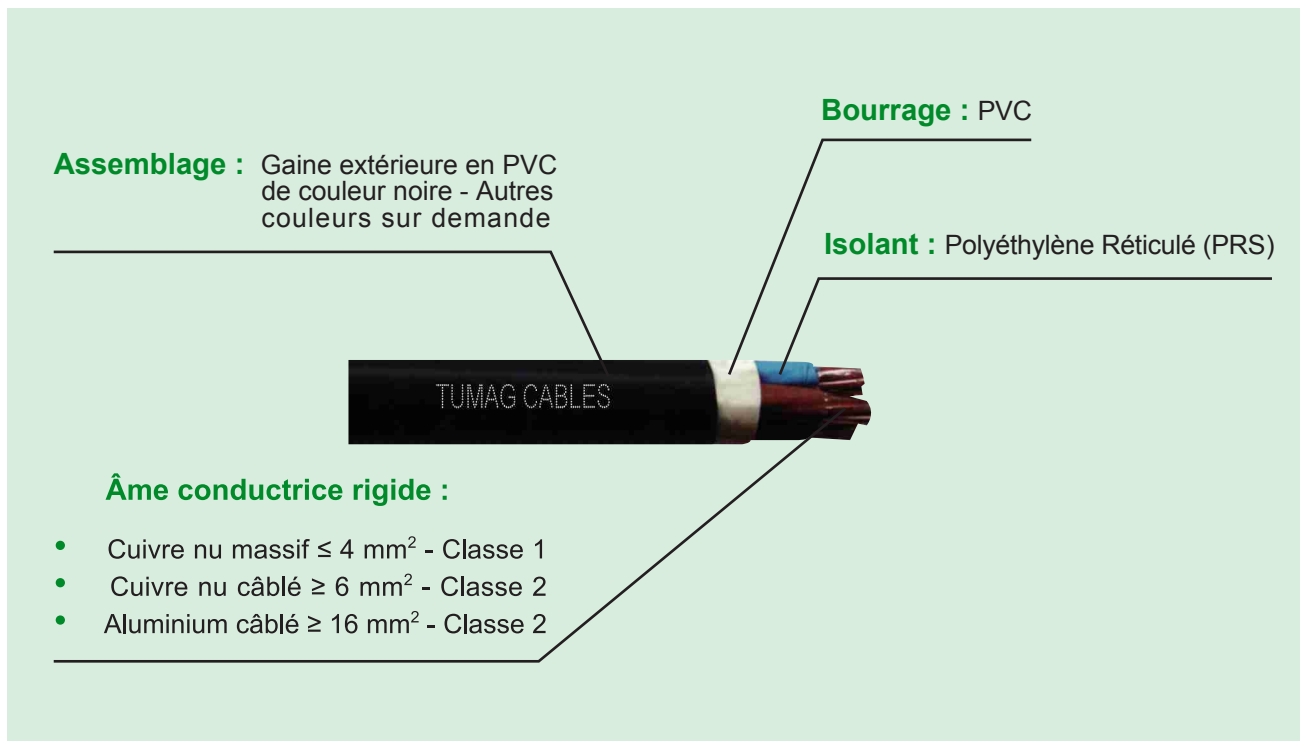 Bourrage : PVC
Assemblage : Gaine extérieure en PVC
de couleur noire - Autres
couleurs sur demande
Isolant : Polyéthylène Réticulé (PRS)
TUMAG CABLES
Âme conductrice rigide :
• Cuivre nu massif ≤ 4 mm² - Classe 1
• Cuivre nu câblé ≥ 6 mm² - Classe 2
• Aluminium câblé ≥ 16 mm² - Classe 2